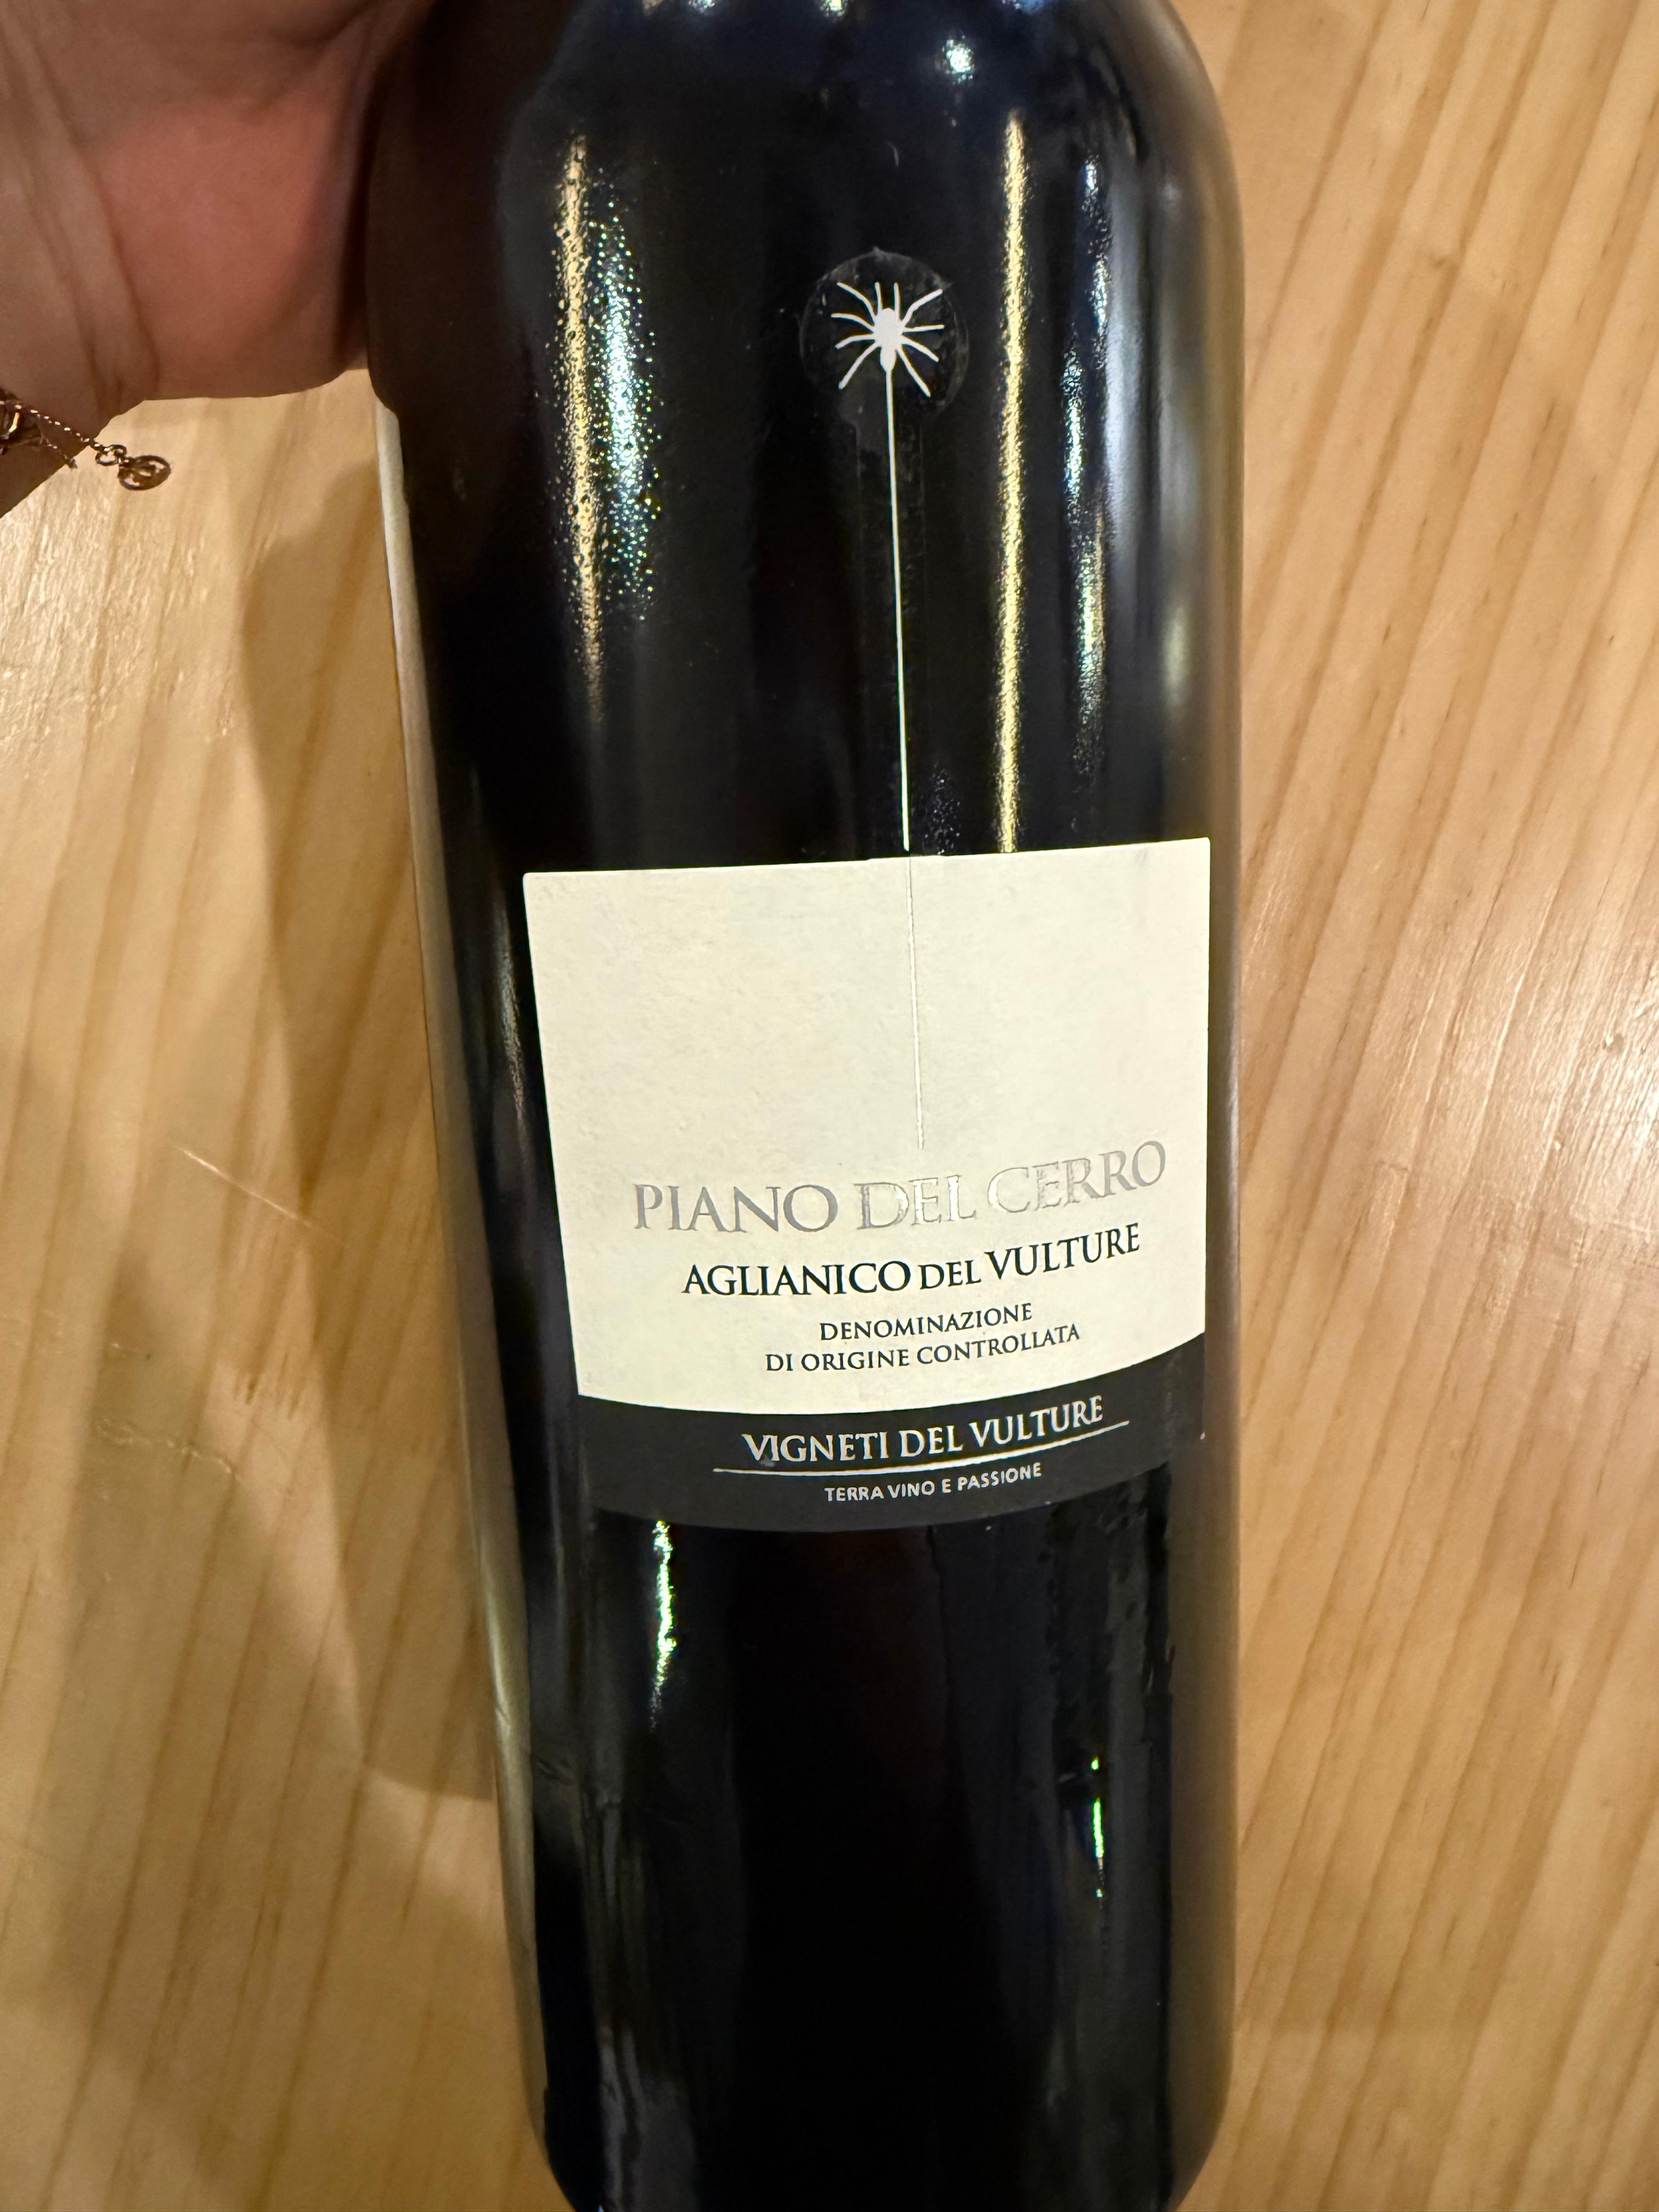 PIANO DEL CERRO
AGLIANICO DEL VULTURE
DENOMINAZIONE
DI ORIGINE CONTROLLATA
VIGNETI DEL VULTURE
TERRA VINO E PASSIONE